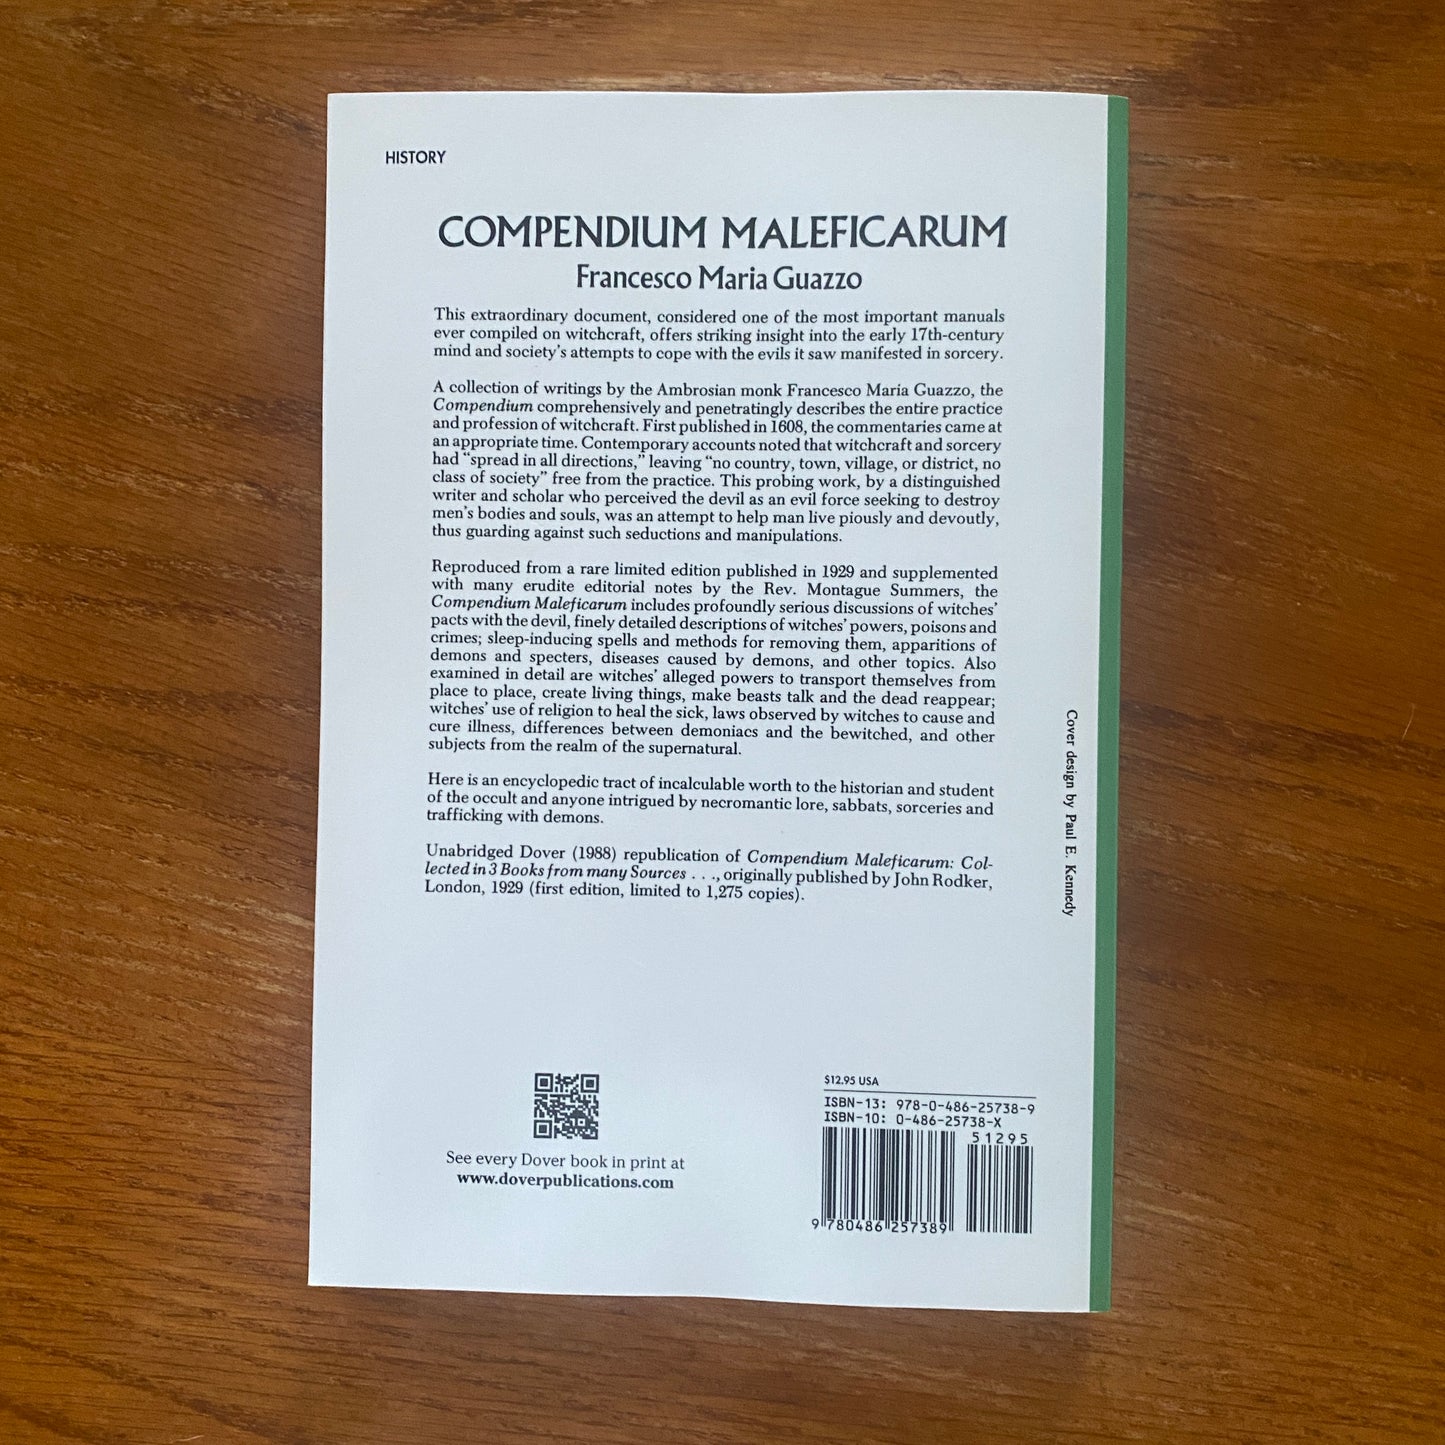 HISTORY
COMPENDIUM MALEFICARUM
Francesco Maria Guazzo
This extraordinary document, considered one of the most important manuals
ever compiled on witchcraft, offers striking insight into the early 17th-century
mind and society's attempts to cope with the evils it saw manifested in sorcery.
A collection of writings by the Ambrosian monk Francesco Maria Guazzo, the
Compendium comprehensively and penetratingly describes the entire practice
and profession of witchcraft. First published in 1608, the commentaries came at
an appropriate time. Contemporary accounts noted that witchcraft and sorcery
had “spread in all directions,” leaving “no country, town, village, or district, no
class of society” free from the practice. This probing work, by a distinguished
writer and scholar who perceived the devil as an evil force seeking to destroy
men's bodies and souls, was an attempt to help man live piously and devoutly,
thus guarding against such seductions and manipulations.
Reproduced from a rare limited edition published in 1929 and supplemented
with many erudite editorial notes by the Rev. Montague Summers, the
Compendium Maleficarum includes profoundly serious discussions of witches'
pacts with the devil, finely detailed descriptions of witches' powers, poisons and
crimes; sleep-inducing spells and methods for removing them, apparitions of
demons and specters, diseases caused by demons, and other topics. Also
examined in detail are witches' alleged powers to transport themselves from
place to place, create living things, make beasts talk and the dead reappear;
witches' use of religion to heal the sick, laws observed by witches to cause and
cure illness, differences between demoniacs and the bewitched, and other
subjects from the realm of the supernatural.
Here is an encyclopedic tract of incalculable worth to the historian and student
of the occult and anyone intrigued by necromantic lore, sabbats, sorceries and
trafficking with demons.
Unabridged Dover (1988) republication of Compendium Maleficarum: Col-
lected in 3 Books from many Sources . . ., originally published by John Rodker,
London, 1929 (first edition, limited to 1,275 copies).
Cover design by Paul E. Kennedy
See every Dover book in print at
www.doverpublications.com
$12.95 USA
ISBN-13: 978-0-486-25738-9
ISBN-10: 0-486-25738-X
51295
9 780486 257389